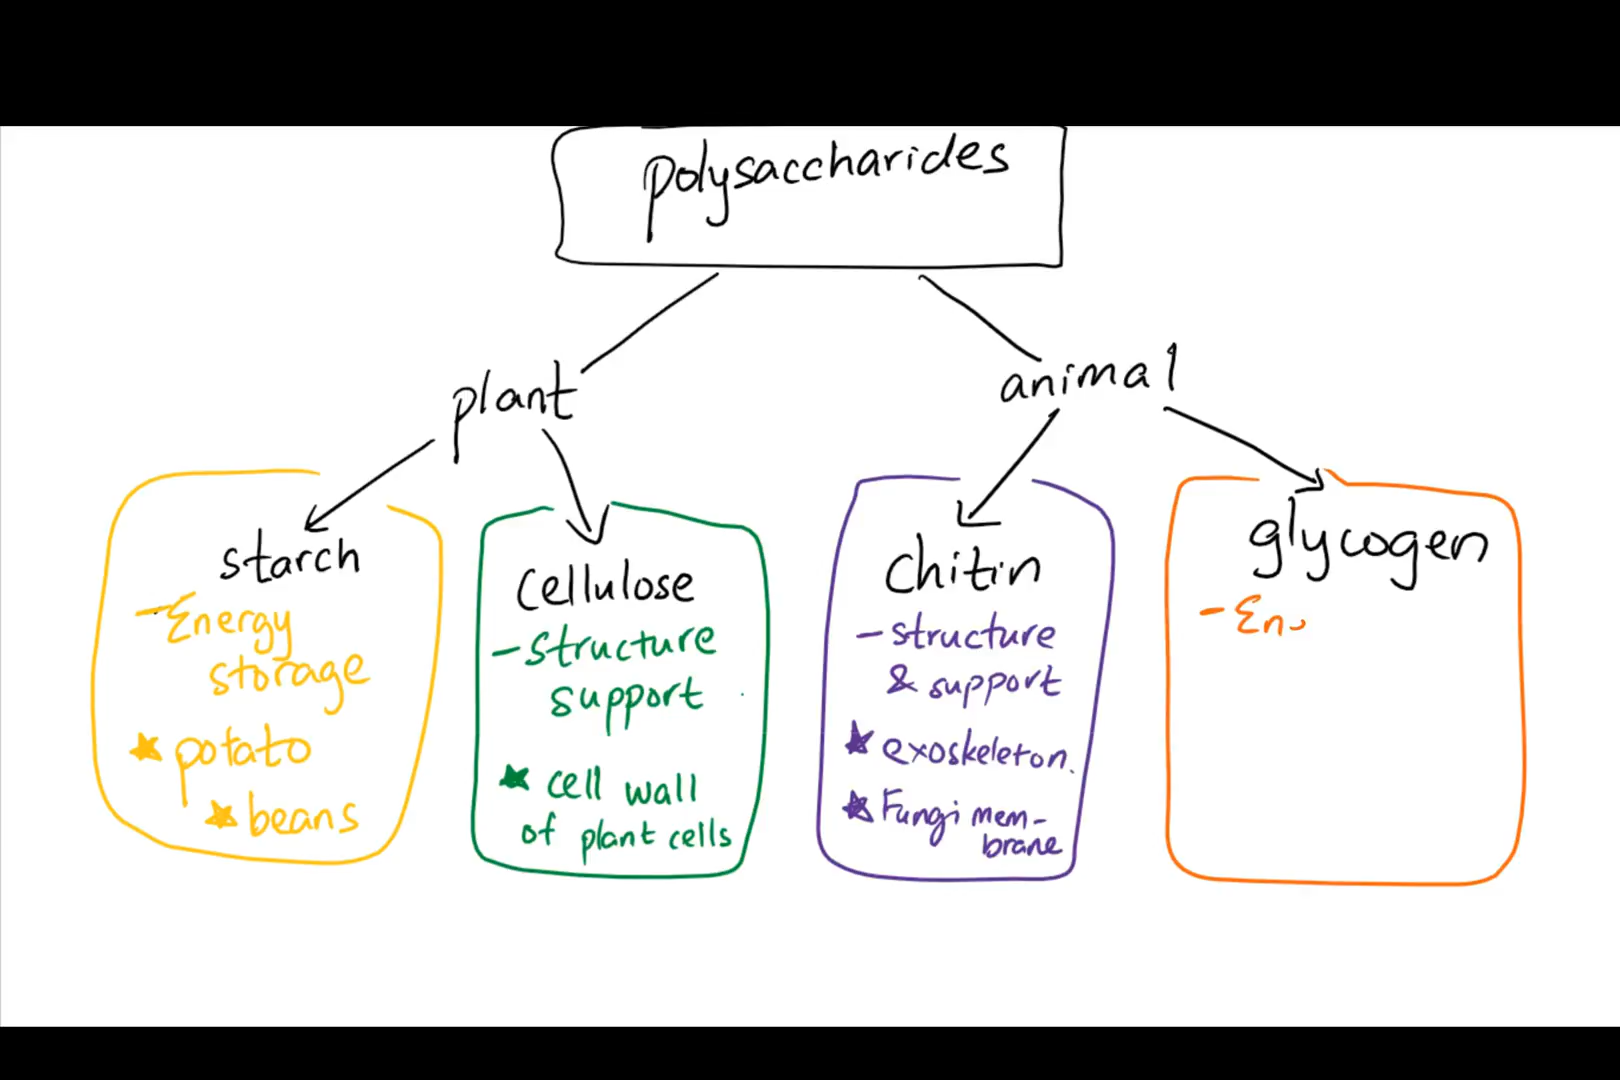 polysaccharides
plant
animal
starch
-Energy
storage
★ potato
★ beans
cellulose
- structure
support
★ cell wall
of plant cells
chitin
- structure
& support
★ exoskeleton.
★ Fungi mem-
brane
glycogen
- En